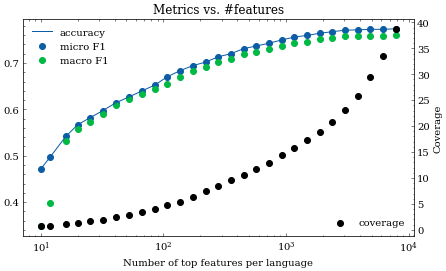 Metrics vs. #features
accuracy
micro F1
macro F1
coverage
0.7
0.6
0.5
0.4
40
35
30
25
20
15
10
5
0
Coverage
10¹
10²
10³
10⁴
Number of top features per language